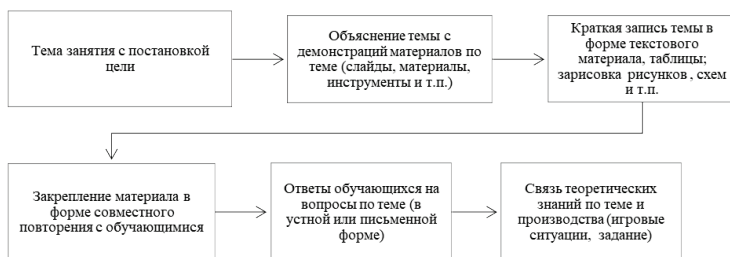 Тема занятия с постановкой
цели
Объяснение темы с
демонстраций материалов по
теме (слайды, материалы,
инструменты и т.п.)
Краткая запись темы в
форме текстового
материала, таблицы;
зарисовка рисунков , схем
и т.п.
Закрепление материала в
форме совместного
повторения с обучающимися
Ответы обучающихся на
вопросы по теме (в
устной или письменной
форме)
Связь теоретических
знаний по теме и
производства (игровые
ситуации, задание)